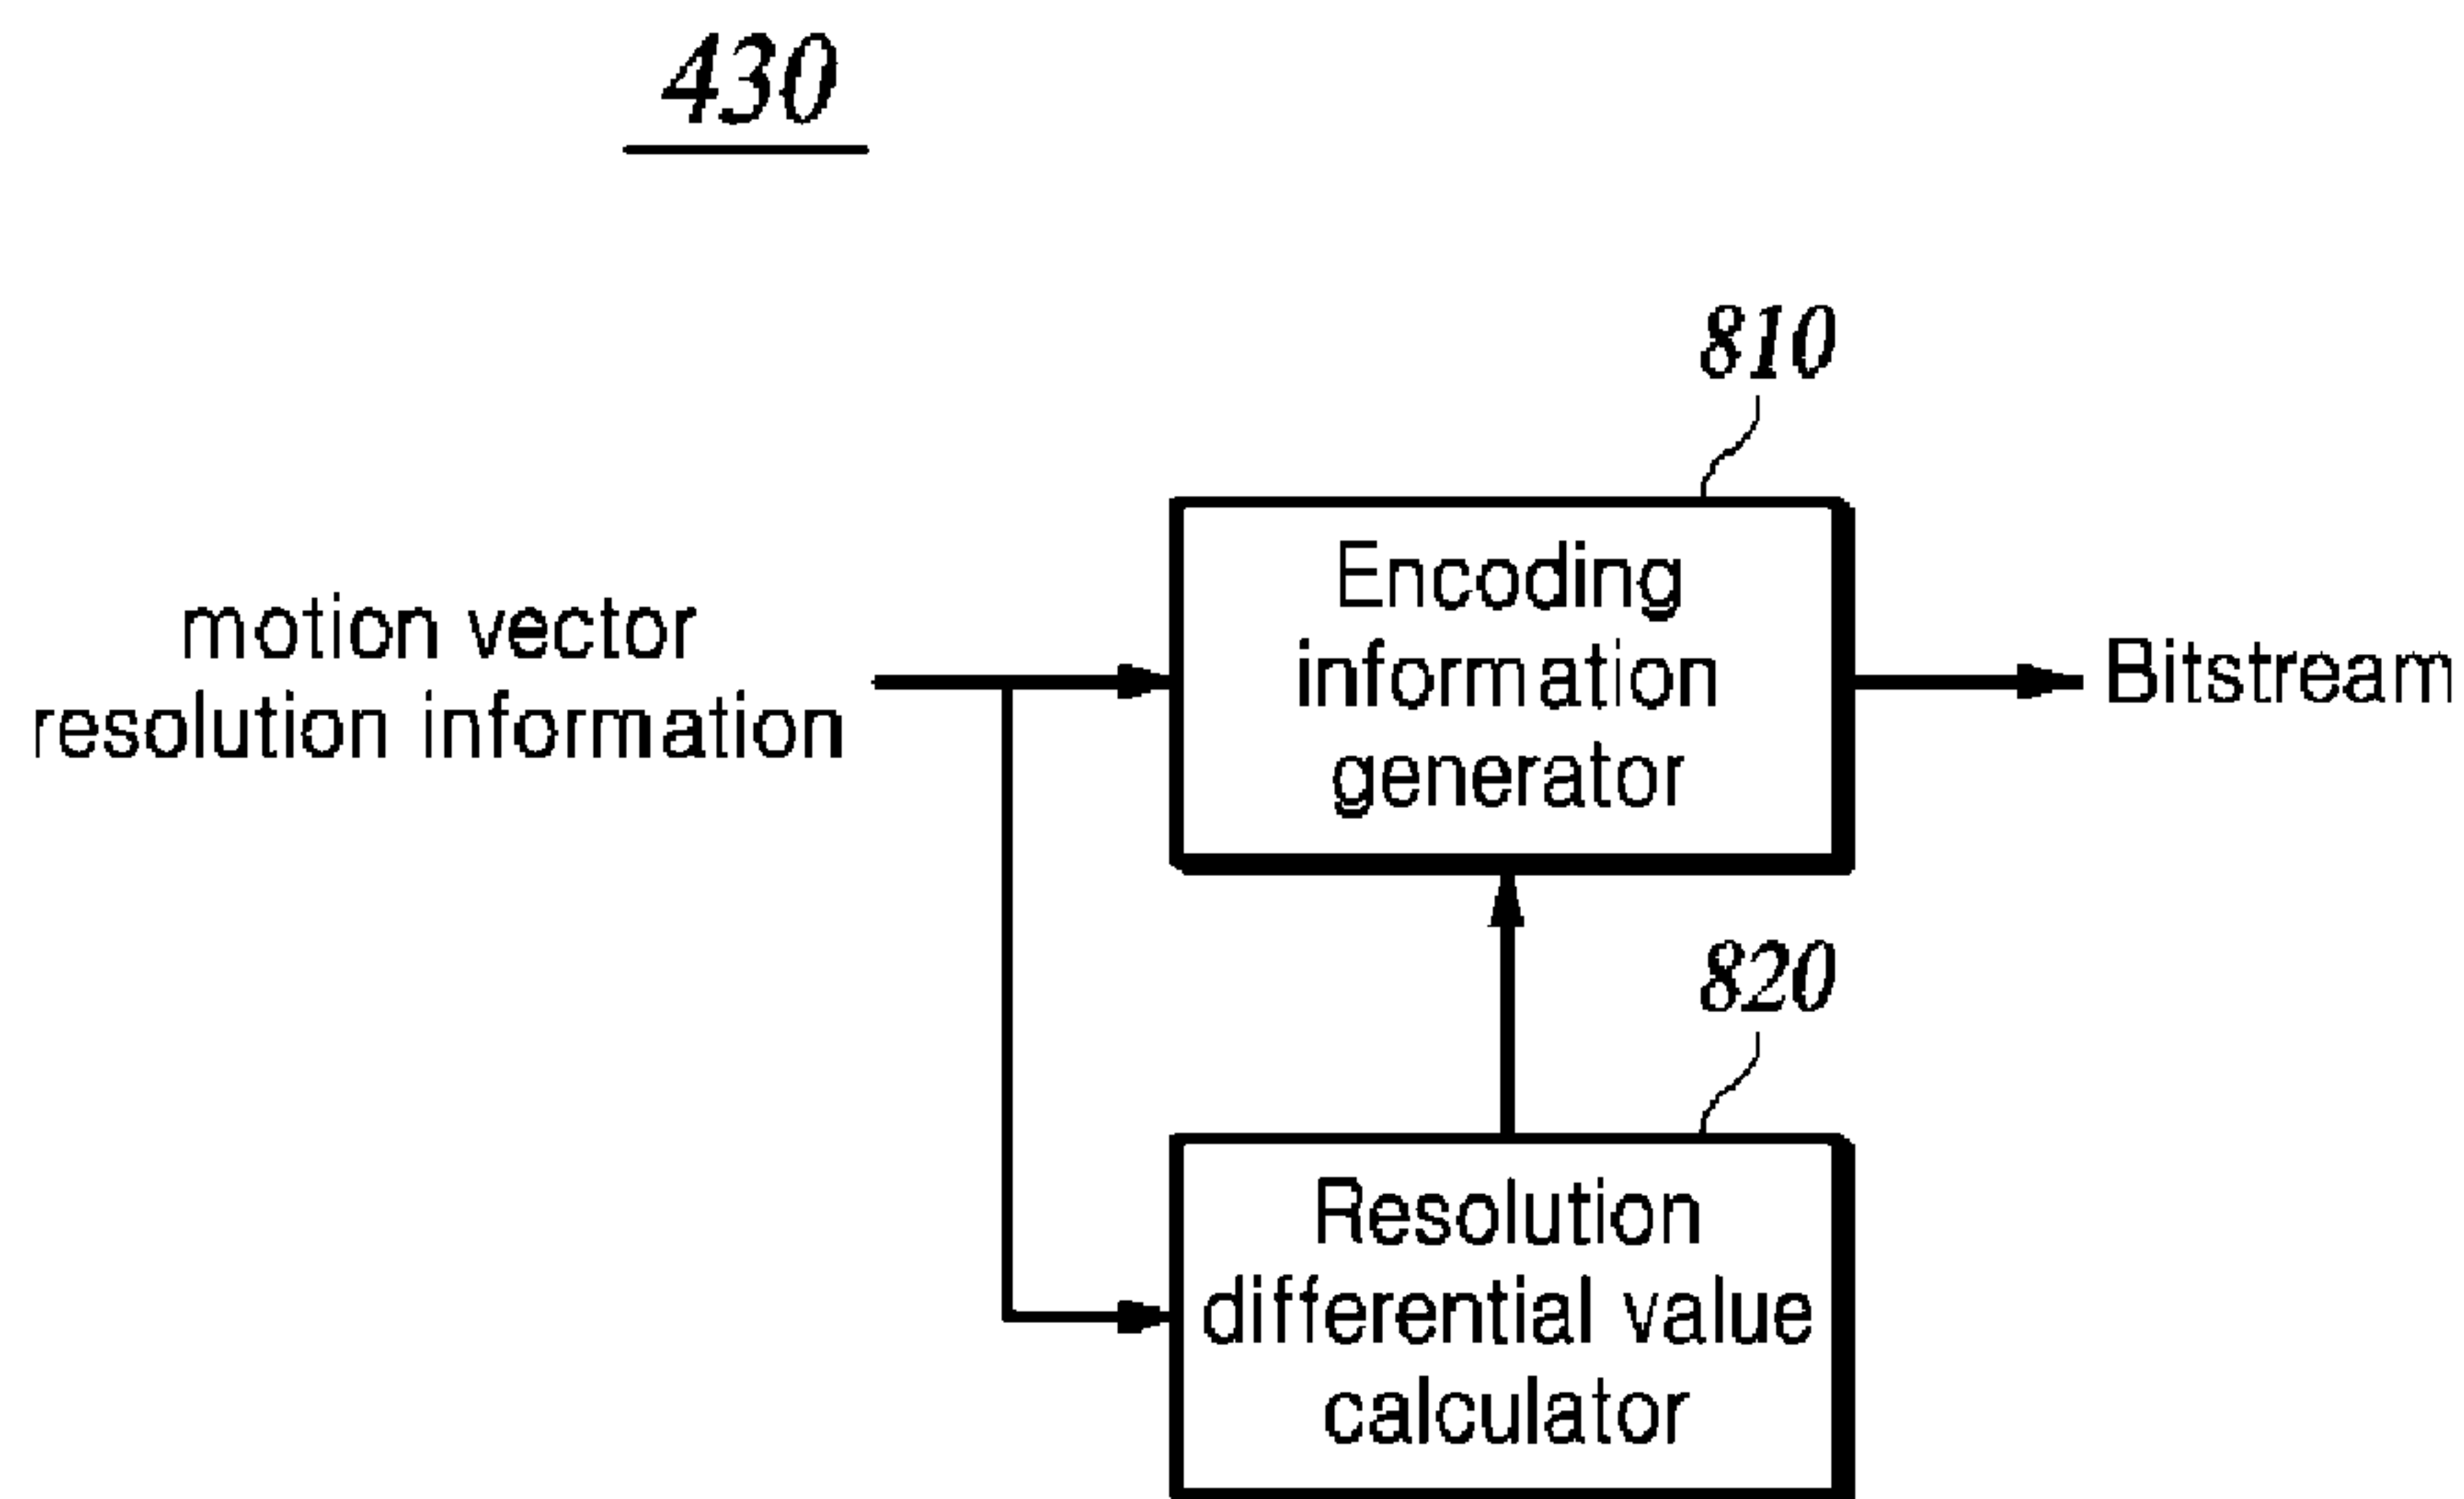 430
810
Encoding
information
generator
motion vector
resolution information
Bitstream
820
Resolution
differential value
calculator